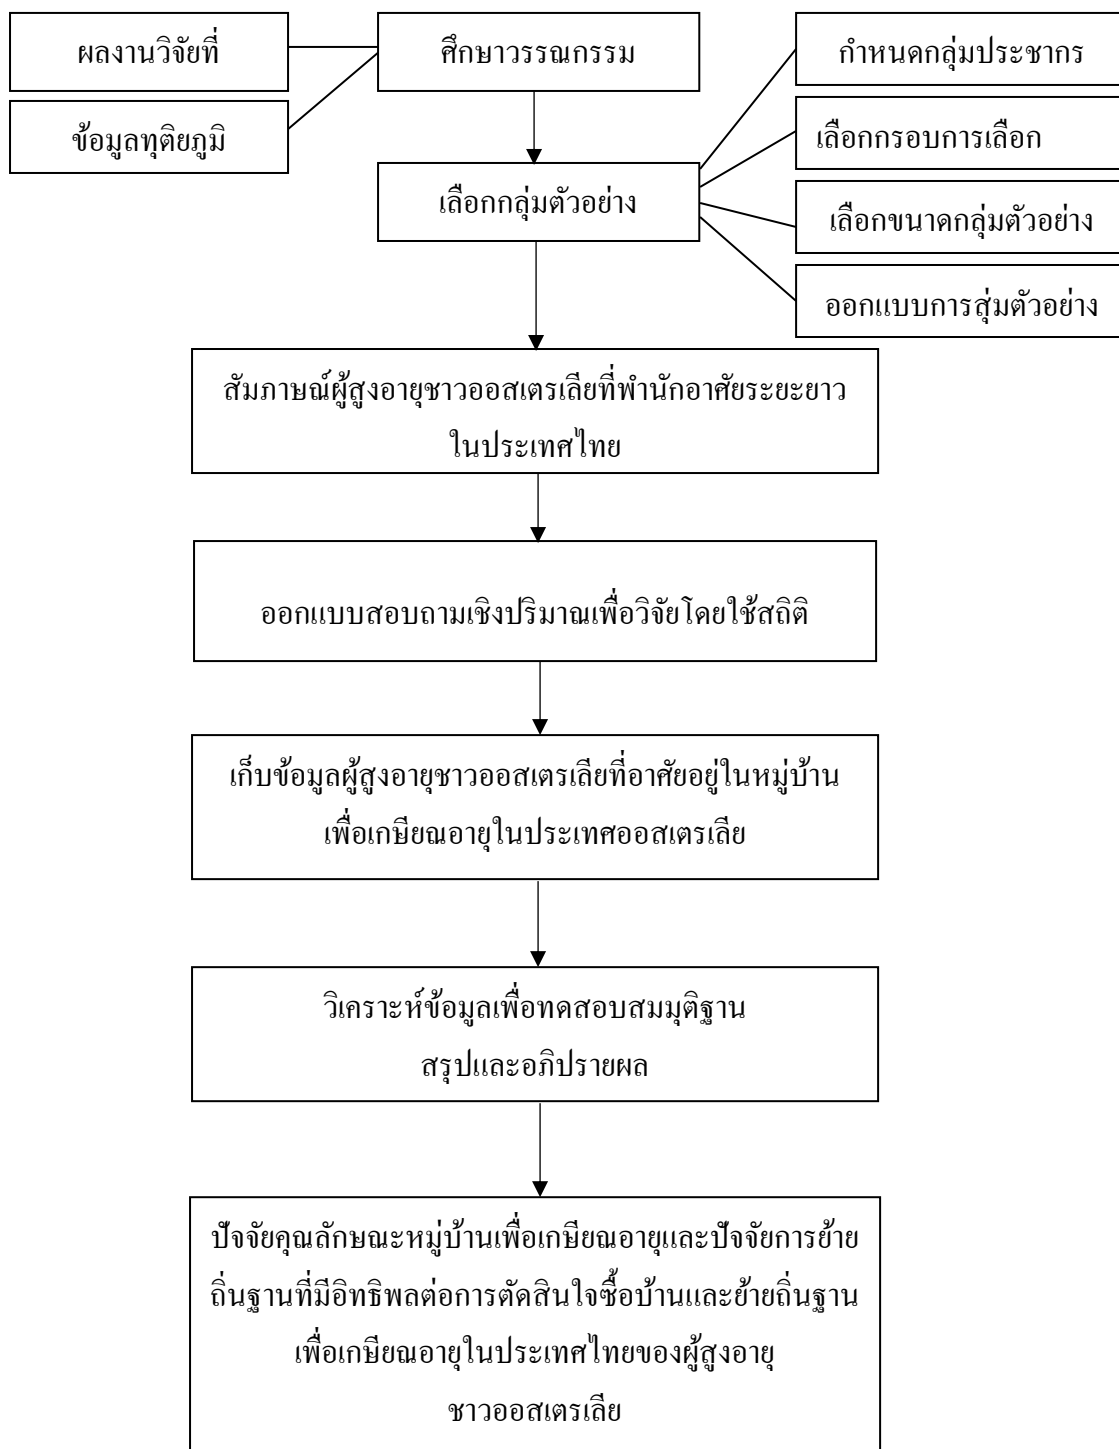 ผลงานวิจัยที่
ศึกษาวรรณกรรม
กำหนดกลุ่มประชากร
ข้อมูลทุติยภูมิ
เลือกกรอบการเลือก
เลือกกลุ่มตัวอย่าง
เลือกขนาดกลุ่มตัวอย่าง
ออกแบบการสุ่มตัวอย่าง
สัมภาษณ์ผู้สูงอายุชาวออสเตรเลียที่พำนักอาศัยระยะยาว
ในประเทศไทย
ออกแบบสอบถามเชิงปริมาณเพื่อวิจัยโดยใช้สถิติ
เก็บข้อมูลผู้สูงอายุชาวออสเตรเลียที่อาศัยอยู่ในหมู่บ้าน
เพื่อเกษียณอายุในประเทศออสเตรเลีย
วิเคราะห์ข้อมูลเพื่อทดสอบสมมุติฐาน
สรุปและอภิปรายผล
ปัจจัยคุณลักษณะหมู่บ้านเพื่อเกษียณอายุและปัจจัยการย้าย
ถิ่นฐานที่มีอิทธิพลต่อการตัดสินใจซื้อบ้านและย้ายถิ่นฐาน
เพื่อเกษียณอายุในประเทศไทยของผู้สูงอายุ
ชาวออสเตรเลีย